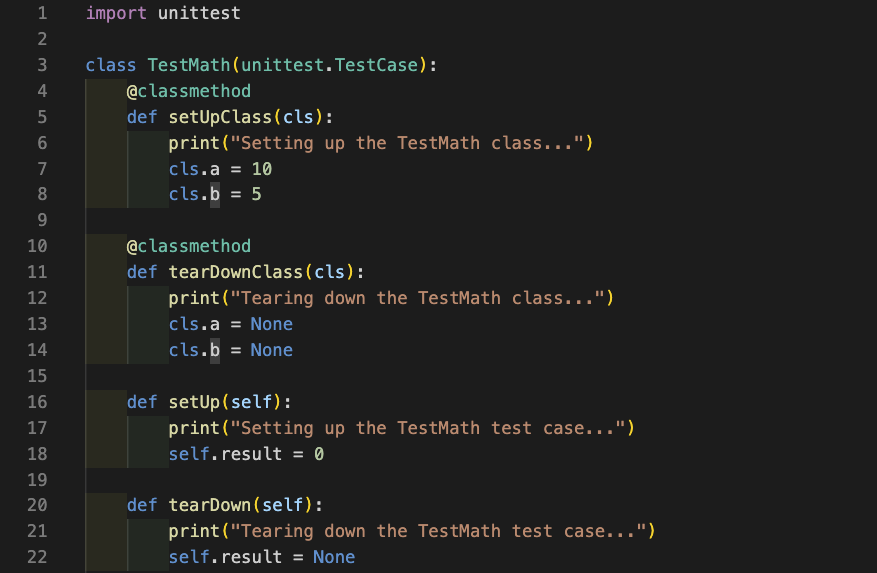 1 import unittest
2
3 class TestMath(unittest.TestCase):
4     @classmethod
5     def setUpClass(cls):
6         print("Setting up the TestMath class...")
7         cls.a = 10
8         cls.b = 5
9
10     @classmethod
11     def tearDownClass(cls):
12         print("Tearing down the TestMath class...")
13         cls.a = None
14         cls.b = None
15
16     def setUp(self):
17         print("Setting up the TestMath test case...")
18         self.result = 0
19
20     def tearDown(self):
21         print("Tearing down the TestMath test case...")
22         self.result = None